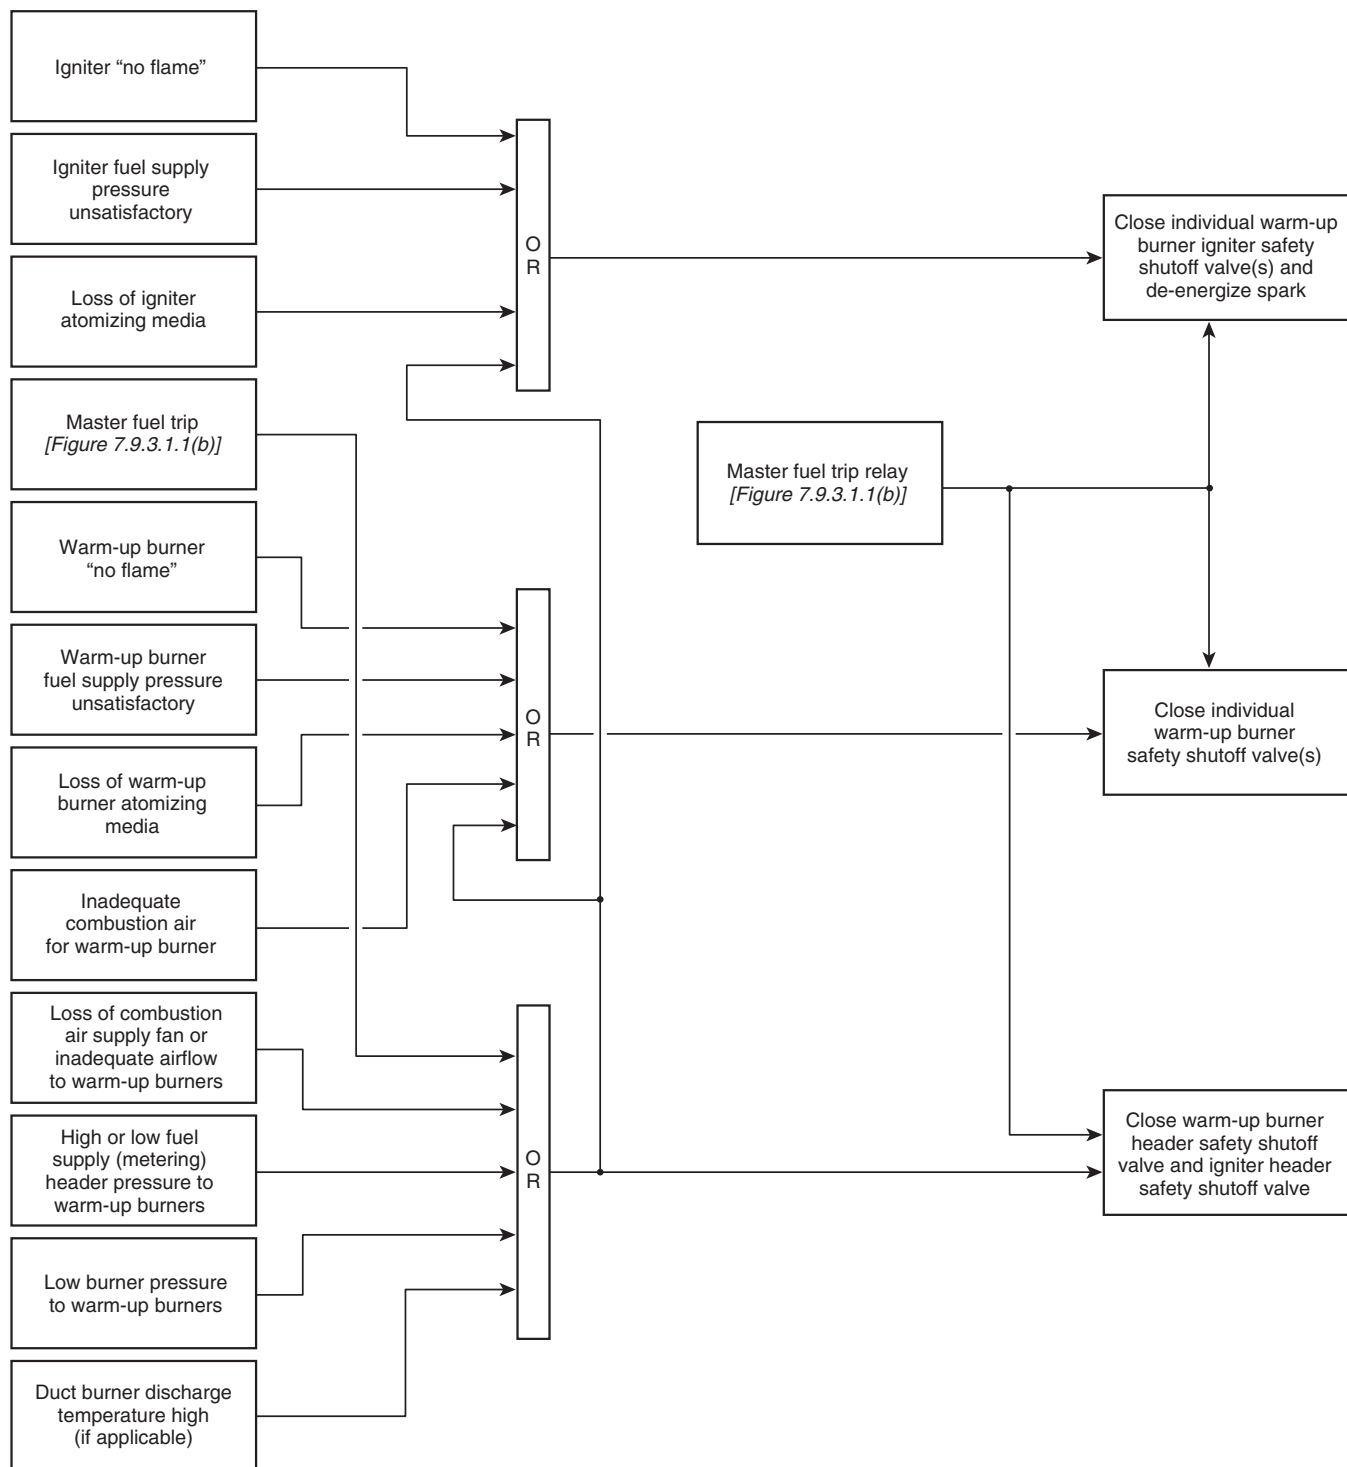 Igniter “no flame”
Igniter fuel supply
pressure
unsatisfactory
Loss of igniter
atomizing media
Master fuel trip
[Figure 7.9.3.1.1(b)]
Warm-up burner
“no flame”
Warm-up burner
fuel supply pressure
unsatisfactory
Loss of warm-up
burner atomizing
media
Inadequate
combustion air
for warm-up burner
Loss of combustion
air supply fan or
inadequate airflow
to warm-up burners
High or low fuel
supply (metering)
header pressure to
warm-up burners
Low burner pressure
to warm-up burners
Duct burner discharge
temperature high
(if applicable)
O
R
O
R
O
R
Master fuel trip relay
[Figure 7.9.3.1.1(b)]
Close individual warm-up
burner igniter safety
shutoff valve(s) and
de-energize spark
Close individual
warm-up burner
safety shutoff valve(s)
Close warm-up burner
header safety shutoff
valve and igniter header
safety shutoff valve